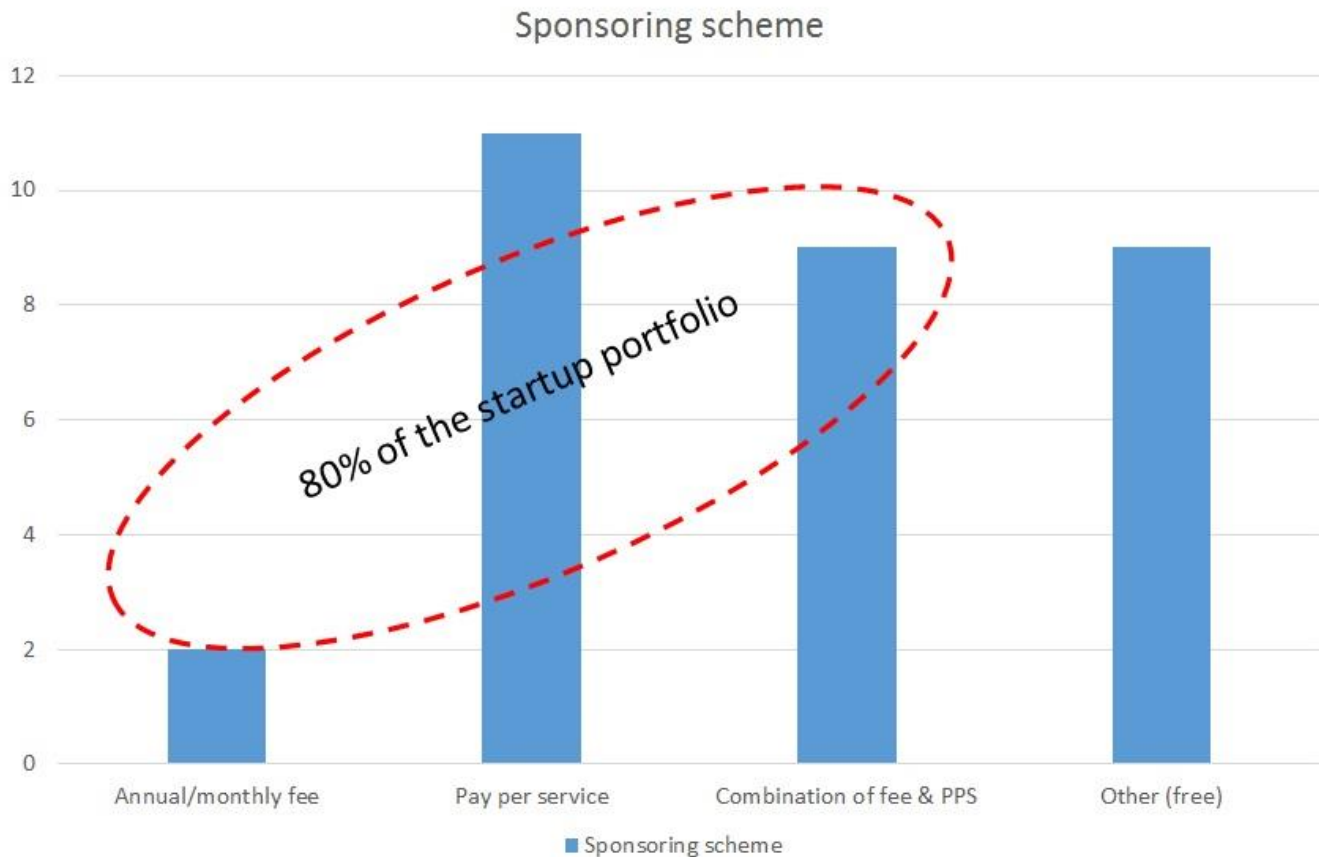 Sponsoring scheme
12
10
8
6
4
2
0
80% of the startup portfolio
Annual/monthly fee
Pay per service
Combination of fee & PPS
Other (free)
Sponsoring scheme